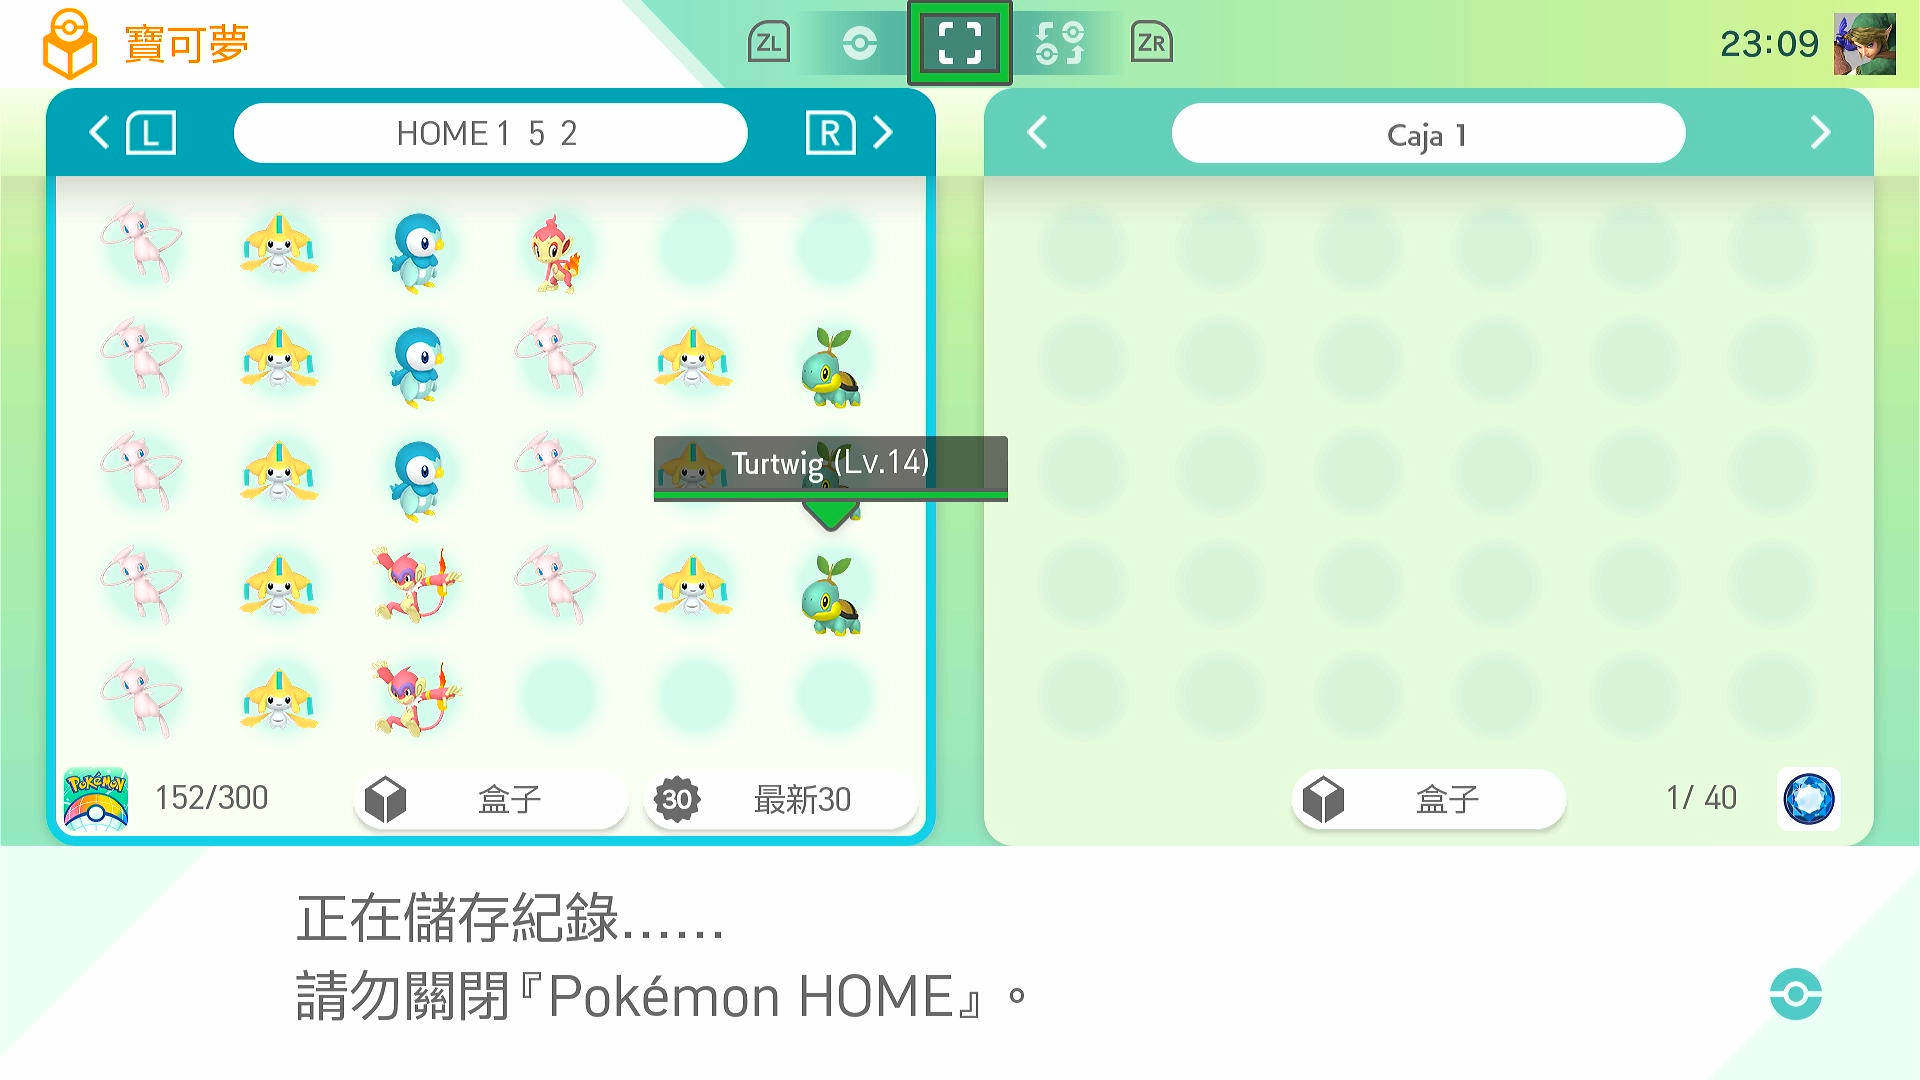 寶可夢
ZL
ZR
23:09
L
HOME1 5 2
R
Caja 1
Turtwig (Lv.14)
Pokémon
152/300
盒子
30
最新30
盒子
1/ 40
正在儲存紀錄......
請勿關閉『Pokémon HOME』。